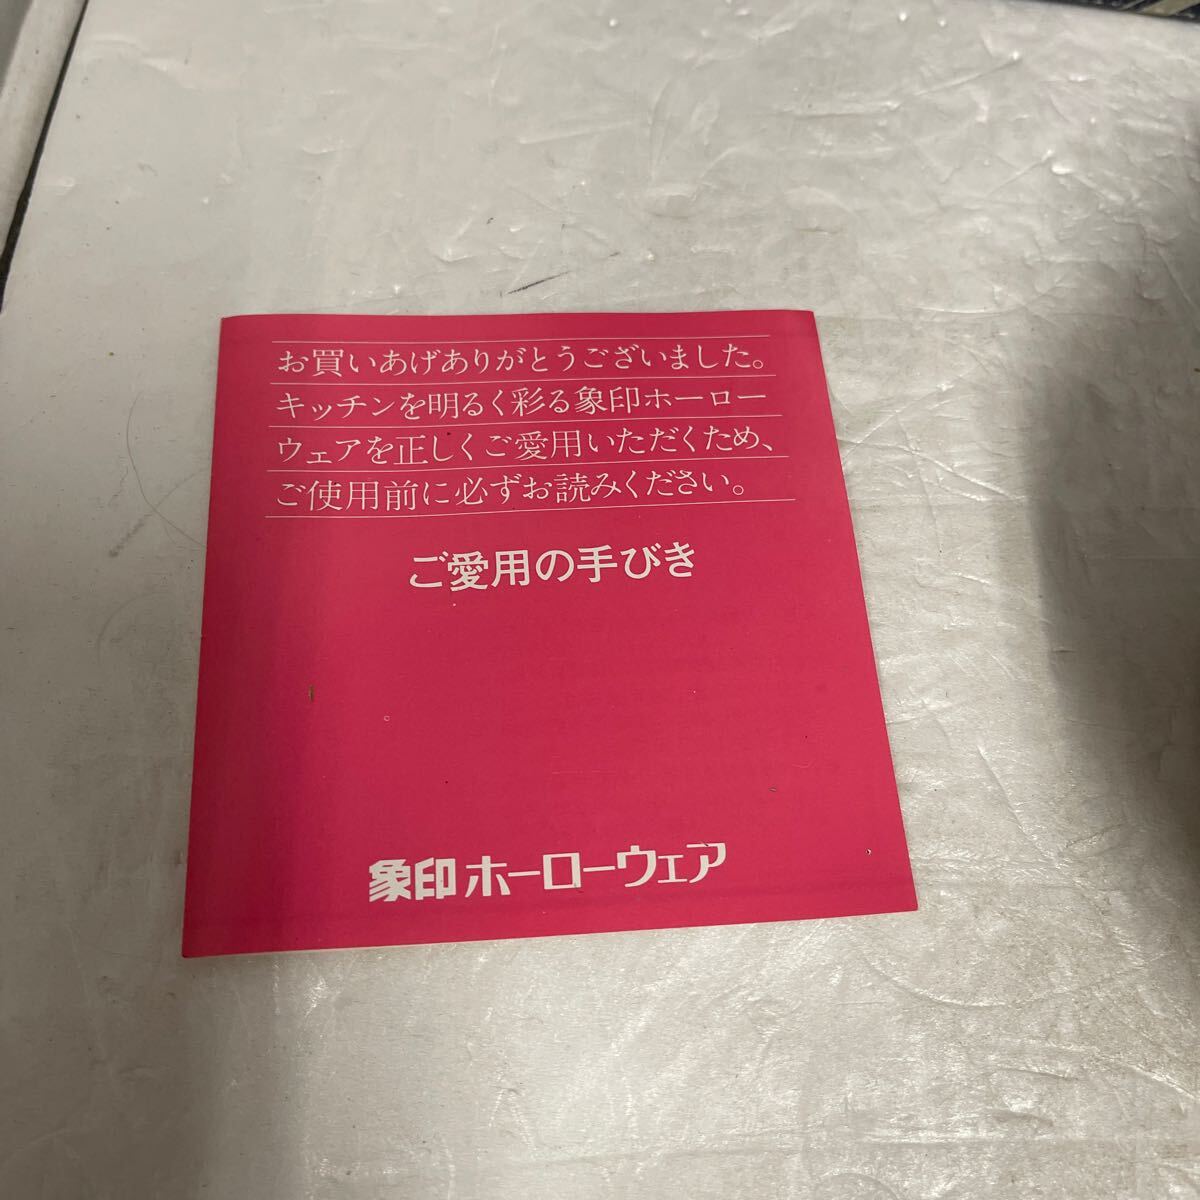 お買いあげありがとうございました。
キッチンを明るく彩る象印ホーロー
ウェアを正しくご愛用いただくため、
ご使用前に必ずお読みください。
ご愛用の手びき
象印ホーローウェア